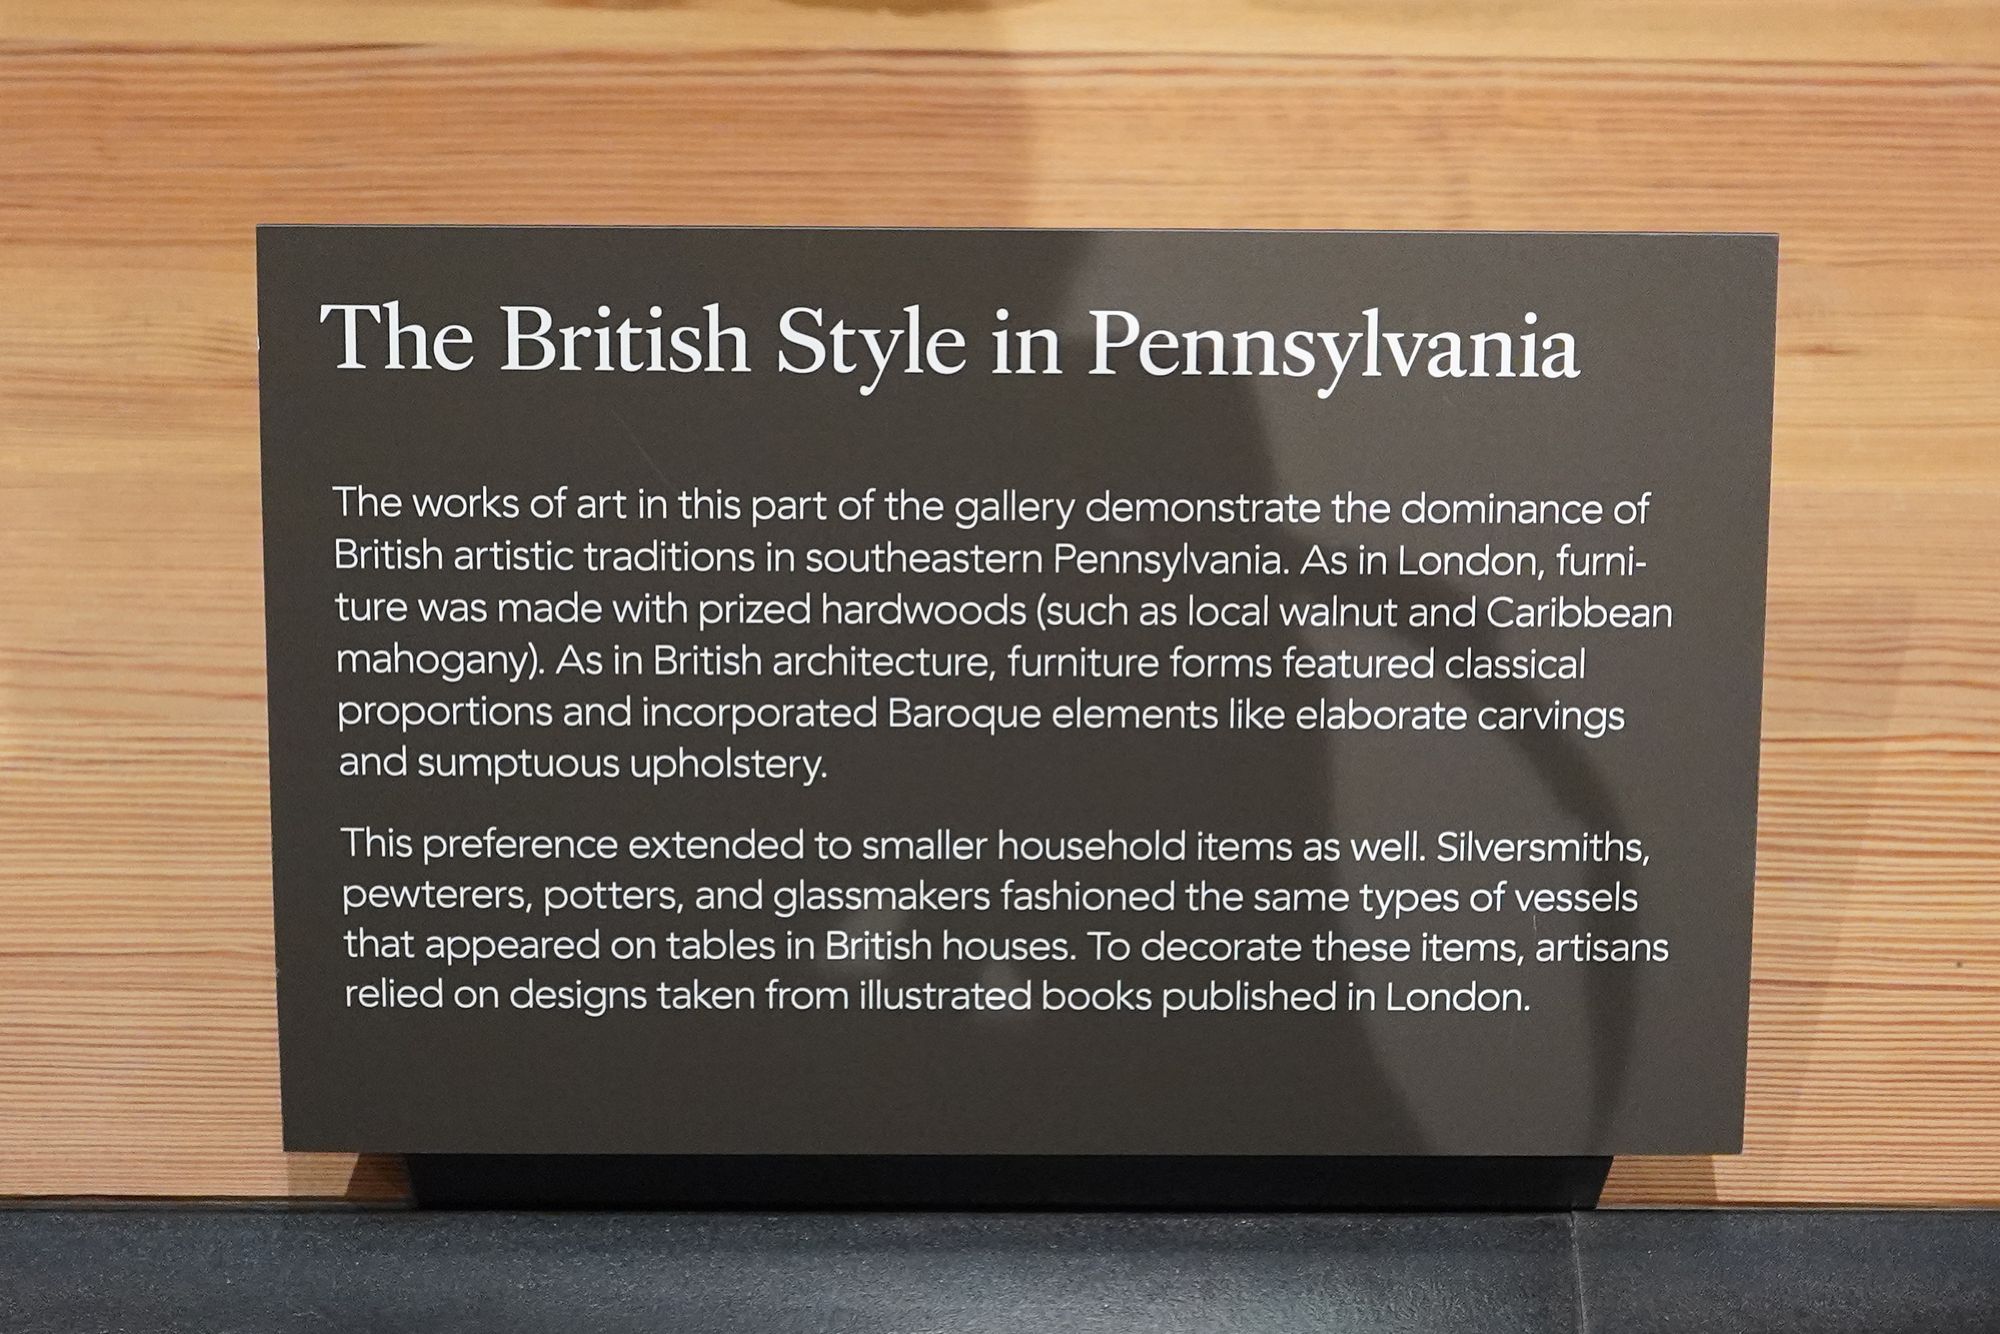 The British Style in Pennsylvania
The works of art in this part of the gallery demonstrate the dominance of
British artistic traditions in southeastern Pennsylvania. As in London, furni-
ture was made with prized hardwoods (such as local walnut and Caribbean
mahogany). As in British architecture, furniture forms featured classical
proportions and incorporated Baroque elements like elaborate carvings
and sumptuous upholstery.
This preference extended to smaller household items as well. Silversmiths,
pewterers, potters, and glassmakers fashioned the same types of vessels
that appeared on tables in British houses. To decorate these items, artisans
relied on designs taken from illustrated books published in London.